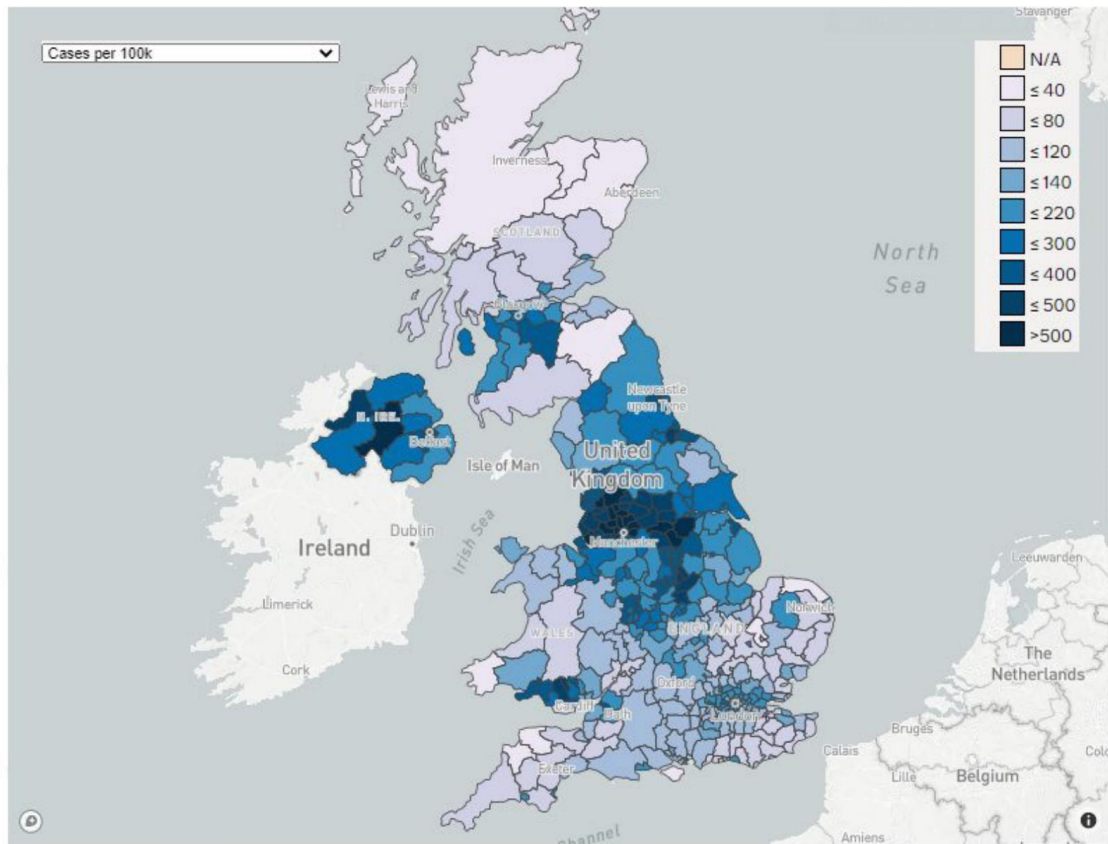 Stavanger
Cases per 100k
N/A
≤ 40
≤ 80
≤ 120
≤ 140
≤ 220
≤ 300
≤ 400
≤ 500
>500
Lewis and
Harris
Inverness
Aberdeen
SCOTLAND
North
Sea
Glasgow
Newcastle
upon Tyne
N. IRE.
Belfast
United
Kingdom
Isle of Man
Irish Sea
Dublin
Ireland
Manchester
Leeuwarden
Limerick
Norwich
WALES
ENGLAND
The
Netherlands
Cork
Oxford
Cardiff
Bath
London
Bruges
Exeter
Calais
Belgium
Lille
Channel
Amiens